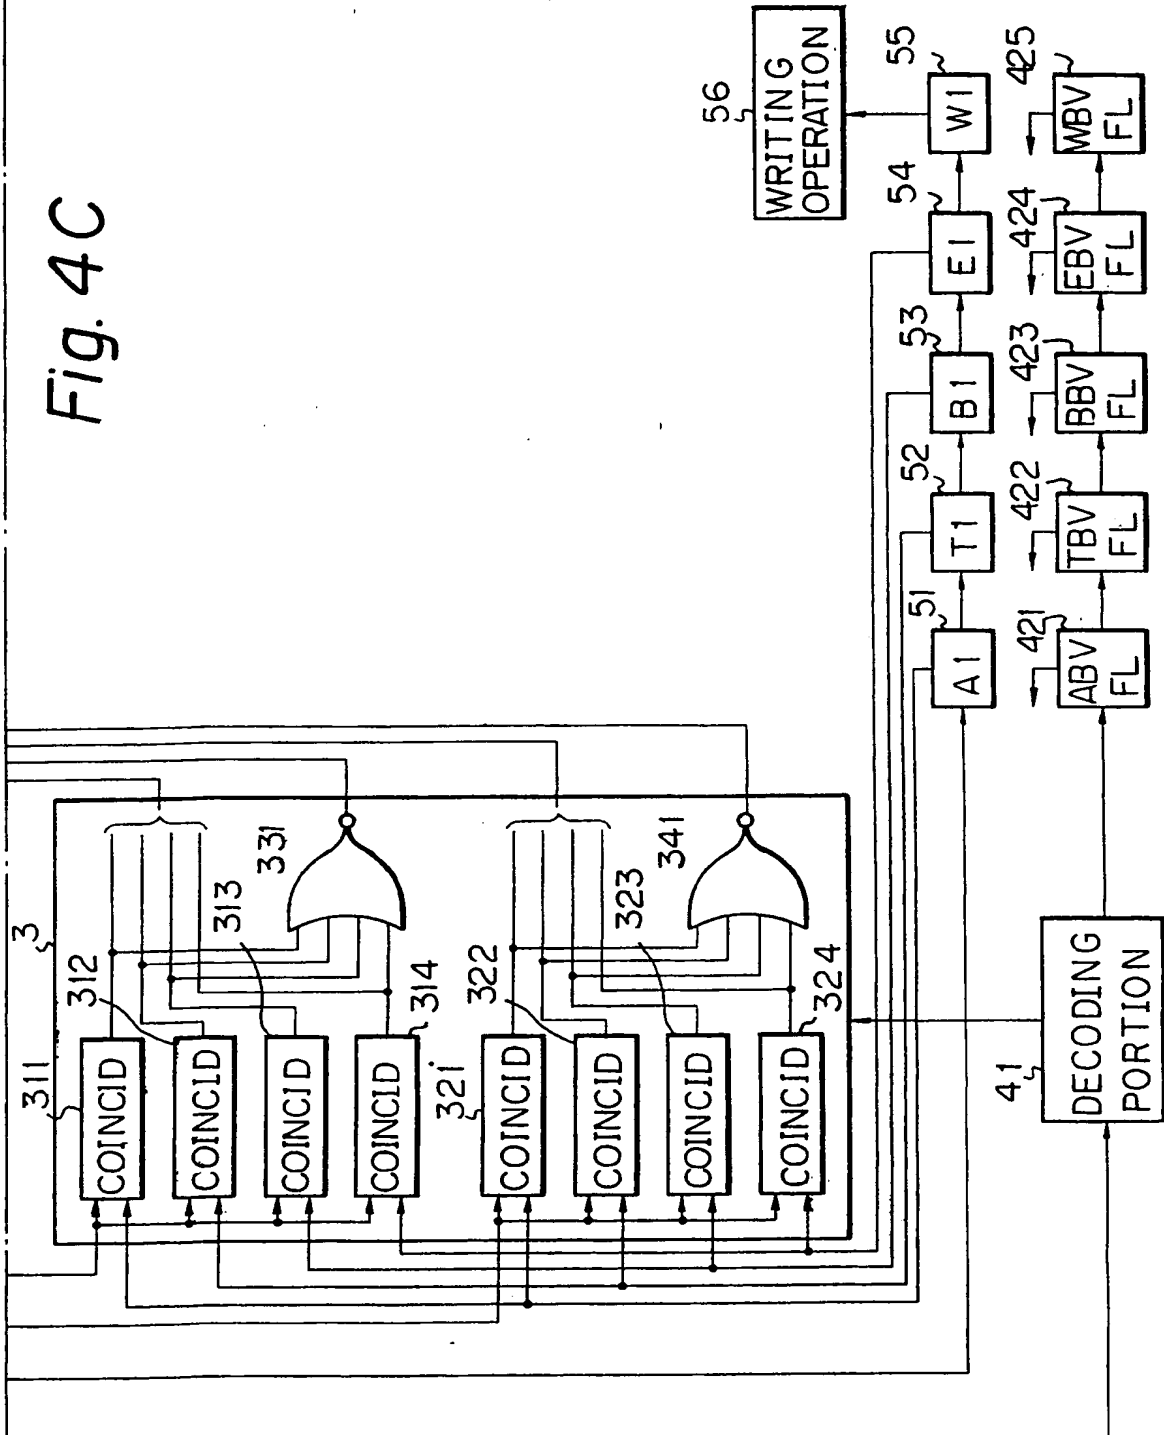 Fig. 4C
3
311
COINCID
312
COINCID
313
COINCID
314
COINCID
331
321
COINCID
322
COINCID
323
COINCID
324
COINCID
341
41
DECODING
PORTION
51
A1
52
T1
53
B1
54
E1
55
W1
56
WRITING
OPERATION
421
ABV
FL
422
TBV
FL
423
BBV
FL
424
EBV
FL
425
WBV
FL